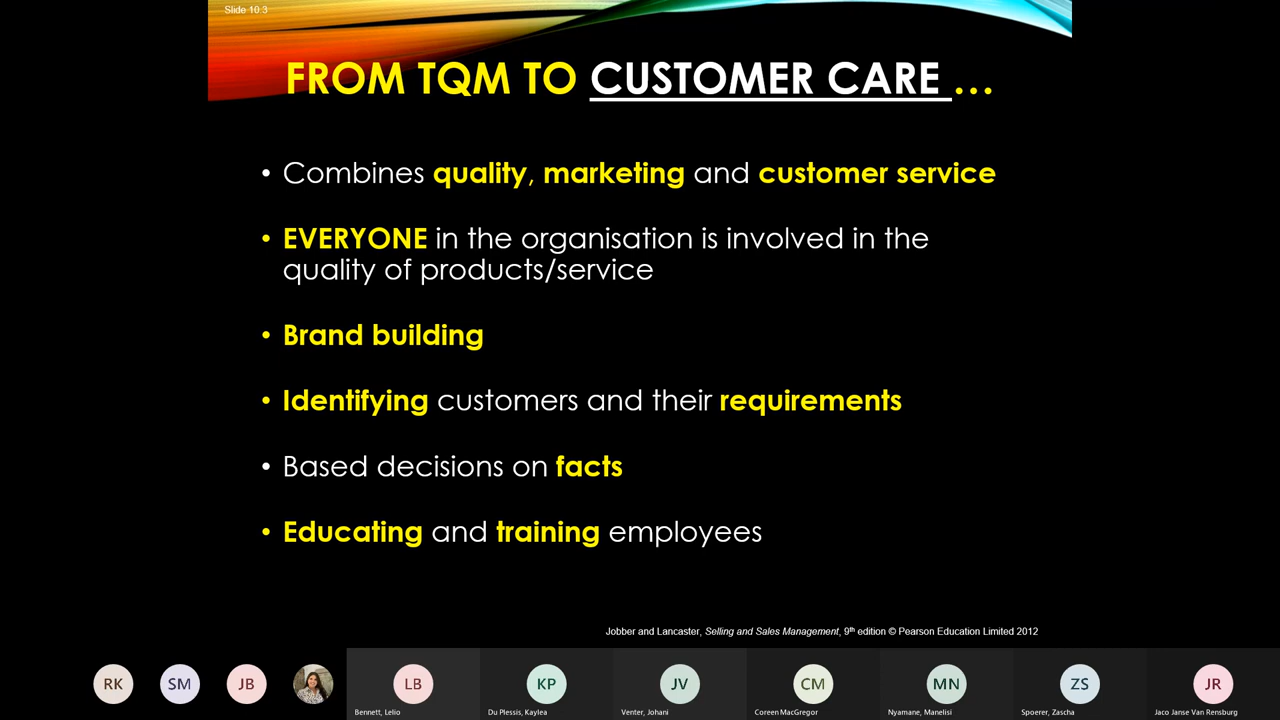 Slide 10.3
FROM TQM TO CUSTOMER CARE ...
• Combines quality, marketing and customer service
• EVERYONE in the organisation is involved in the
quality of products/service
• Brand building
• Identifying customers and their requirements
• Based decisions on facts
• Educating and training employees
Jobber and Lancaster, Selling and Sales Management, 9th edition © Pearson Education Limited 2012
RK SM JB LB KP JV CM MN ZS JR
Bennett, Lelio Du Plessis, Kaylea Venter, Johani Coreen MacGregor Nyamane, Manelisi Spoerer, Zascha Jaco Janse Van Rensburg